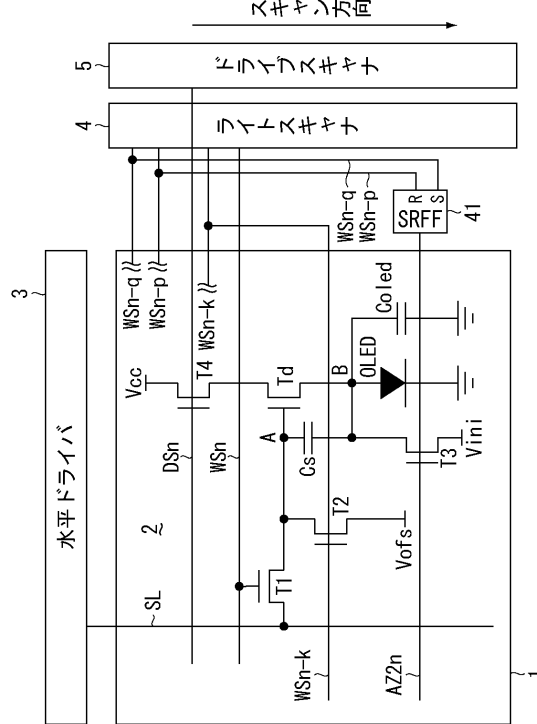 スキャン方向
5
ドライブスキャナ
4
ライトスキャナ
3
水平ドライバ
WSn-q
WSn-p
WSn-k
WSn-q
WSn-p
R
S
SRFF
41
Vcc
T4
DSn
WSn
Td
A
B
Cs
OLED
Coled
2
SL
T1
T2
Vofs
T3
Vini
WSn-k
AZ2n
1